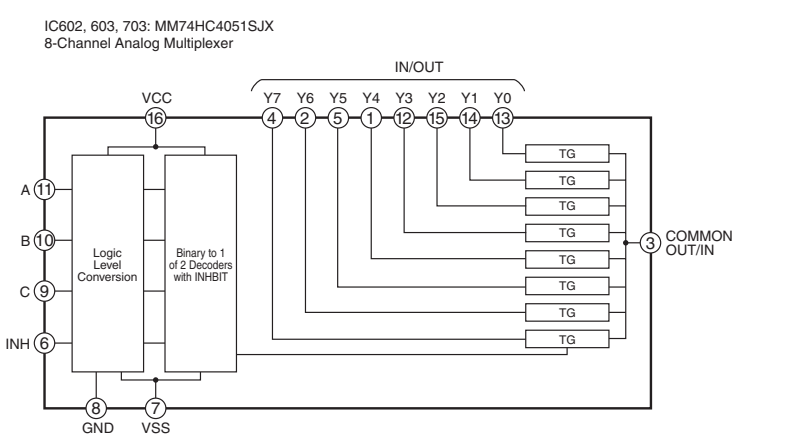 IC602, 603, 703: MM74HC4051SJX
8-Channel Analog Multiplexer
IN/OUT
VCC Y7 Y6 Y5 Y4 Y3 Y2 Y1 Y0
16 4 2 5 1 12 15 14 13
TG
TG
TG
TG
TG
TG
TG
TG
A 11
B 10
C 9
INH 6
Logic
Level
Conversion
Binary to 1
of 2 Decoders
with INHBIT
3 COMMON
OUT/IN
8 7
GND VSS